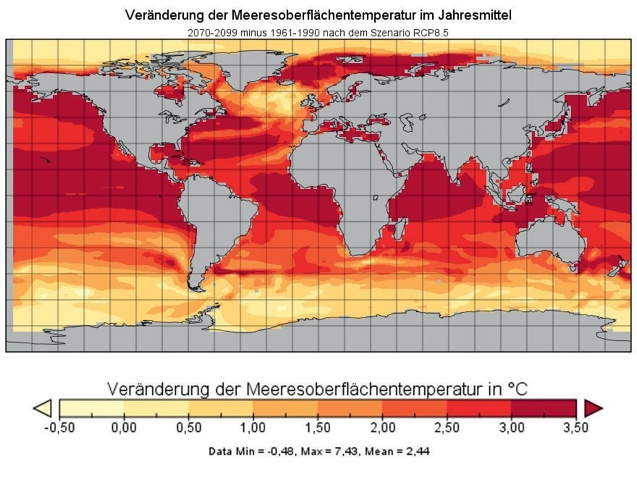 Veränderung der Meeresoberflächentemperatur im Jahresmittel
2070-2099 minus 1961-1990 nach dem Szenario RCP8.5
Veränderung der Meeresoberflächentemperatur in °C
-0,50 0,00 0,50 1,00 1,50 2,00 2,50 3,00 3,50
Data Min = -0,48, Max = 7,43, Mean = 2,44